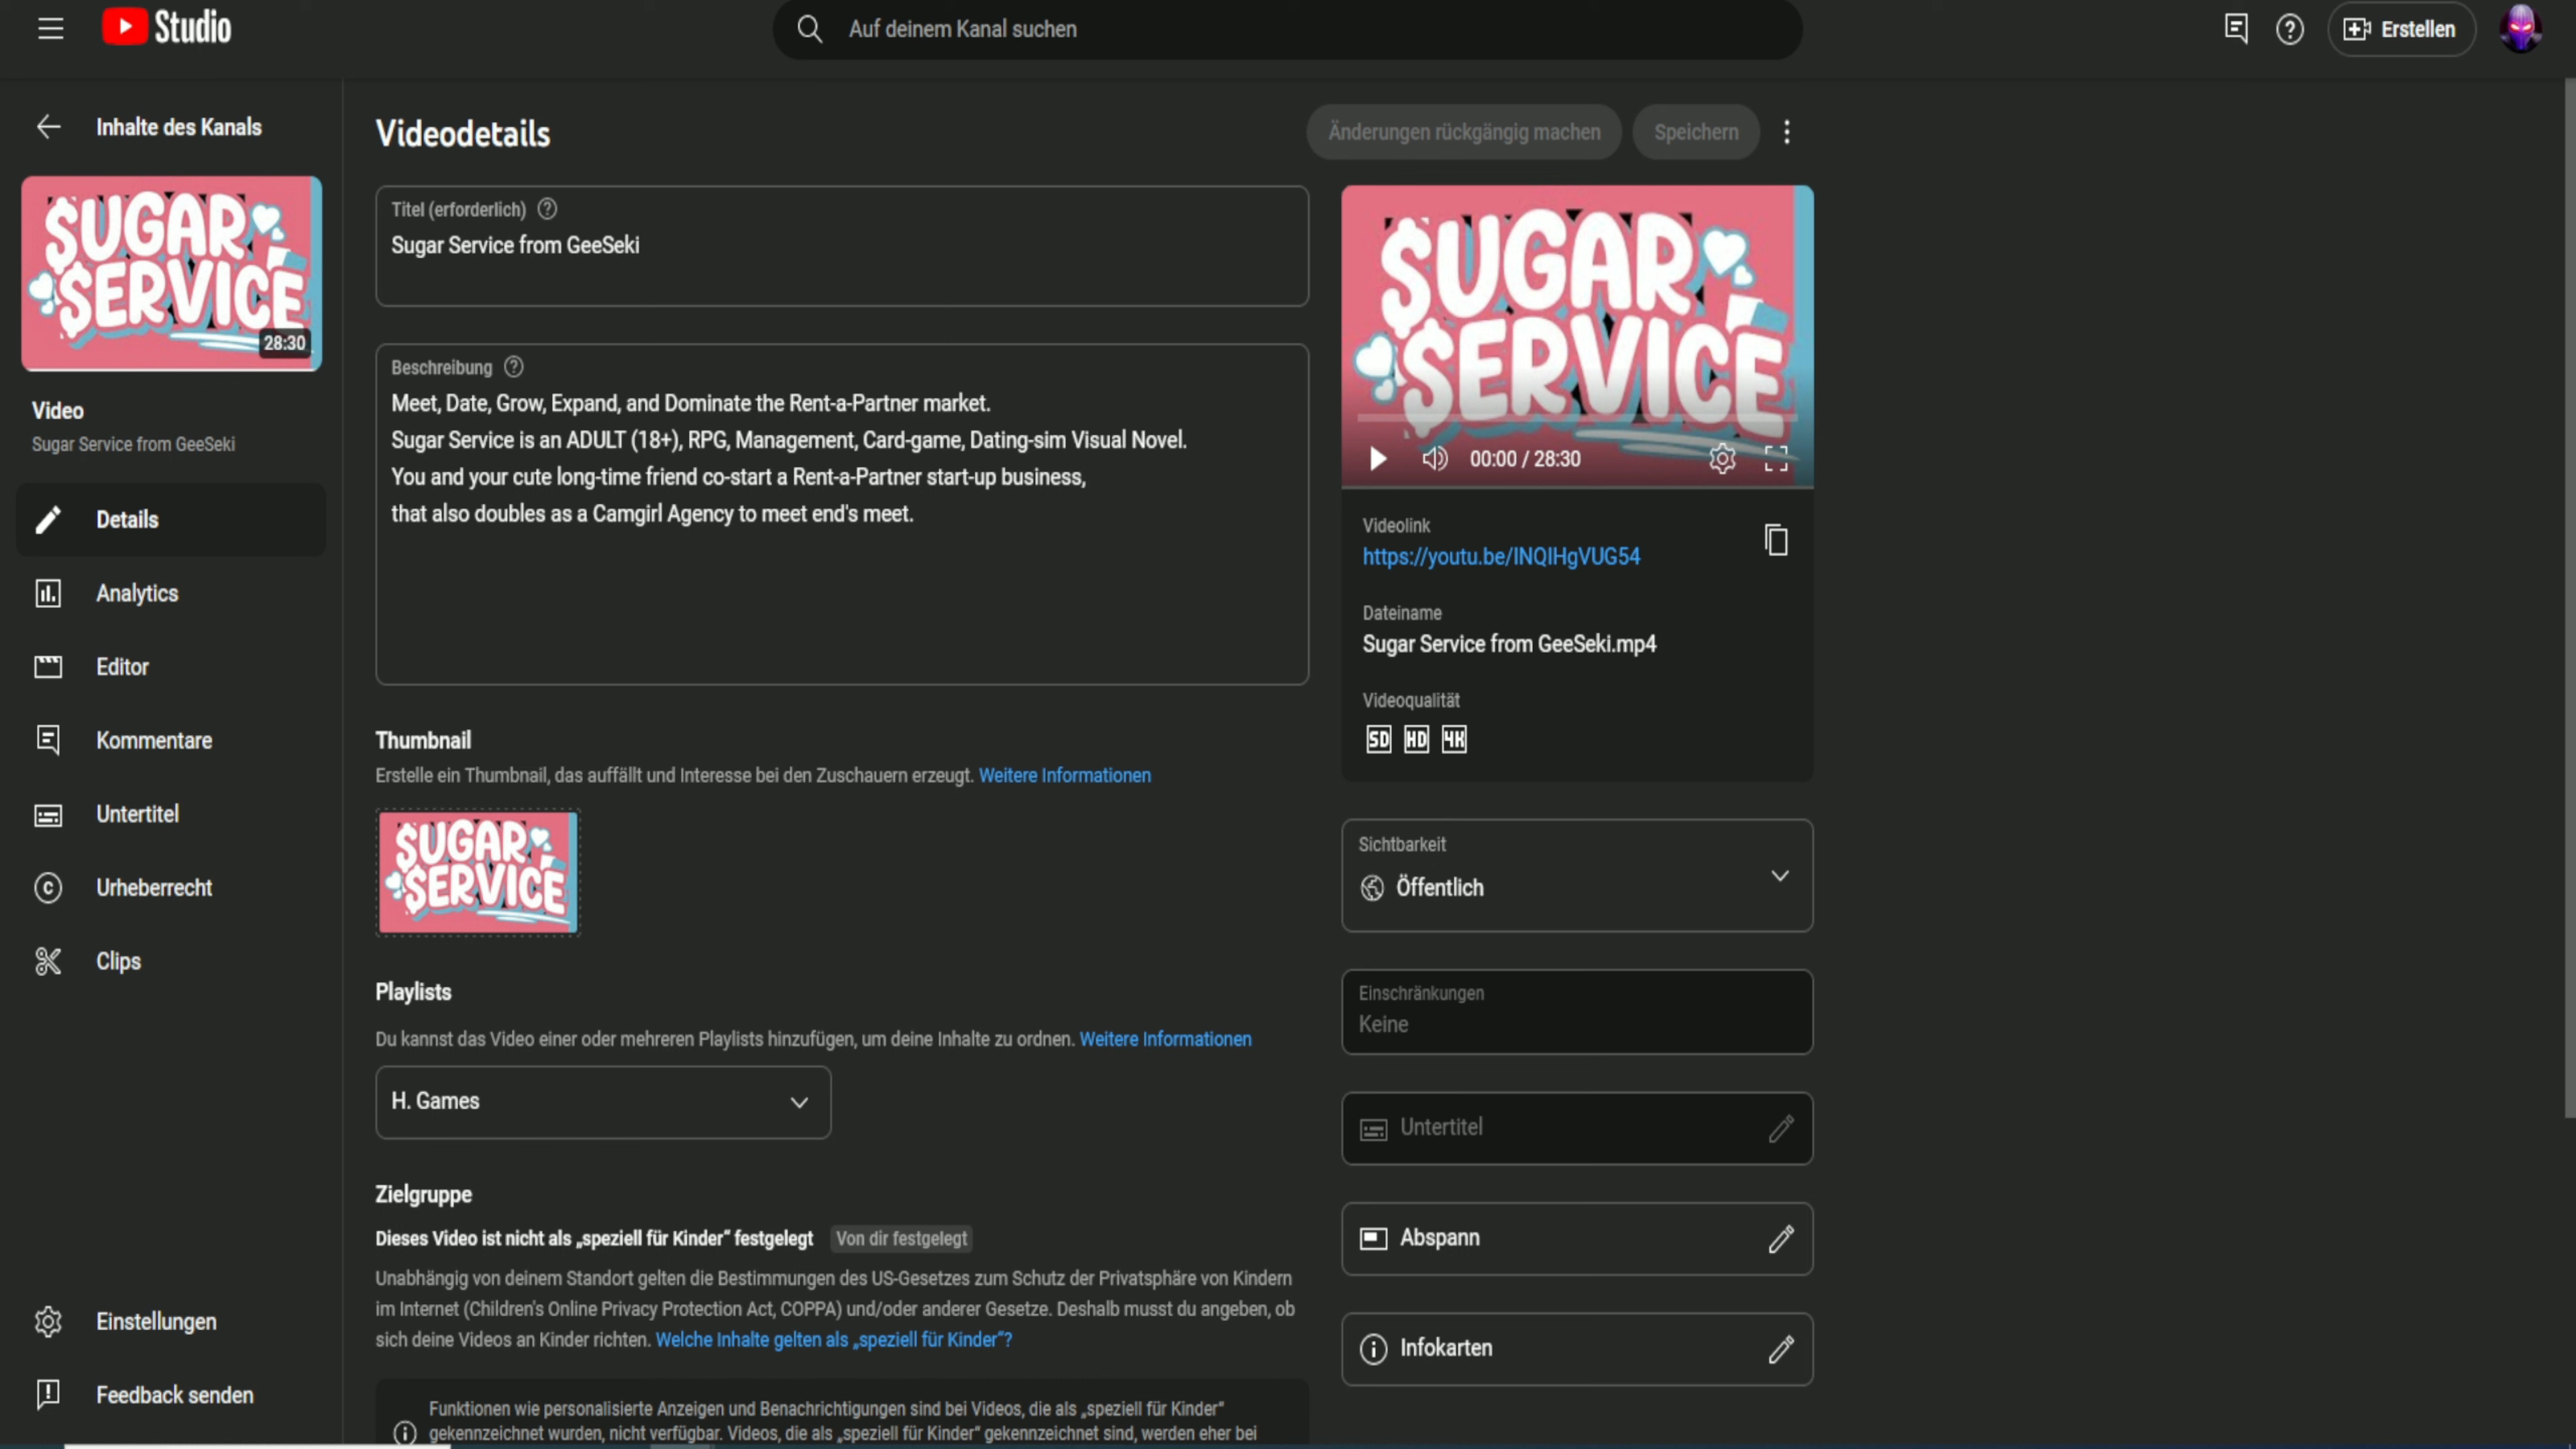 Studio
Auf deinem Kanal suchen
Erstellen
Inhalte des Kanals
$UGAR
$ERVICE
28:30
Video
Sugar Service from GeeSeki
Details
Analytics
Editor
Kommentare
Untertitel
Urheberrecht
Clips
Einstellungen
Feedback senden
Videodetails
Änderungen rückgängig machen
Speichern
Titel (erforderlich)
Sugar Service from GeeSeki
Beschreibung
Meet, Date, Grow, Expand, and Dominate the Rent-a-Partner market.
Sugar Service is an ADULT (18+), RPG, Management, Card-game, Dating-sim Visual Novel.
You and your cute long-time friend co-start a Rent-a-Partner start-up business,
that also doubles as a Camgirl Agency to meet end's meet.
Thumbnail
Erstelle ein Thumbnail, das auffällt und Interesse bei den Zuschauern erzeugt. Weitere Informationen
$UGAR
$ERVICE
Playlists
Du kannst das Video einer oder mehreren Playlists hinzufügen, um deine Inhalte zu ordnen. Weitere Informationen
H. Games
Zielgruppe
Dieses Video ist nicht als „speziell für Kinder“ festgelegt Von dir festgelegt
Unabhängig von deinem Standort gelten die Bestimmungen des US-Gesetzes zum Schutz der Privatsphäre von Kindern
im Internet (Children's Online Privacy Protection Act, COPPA) und/oder anderer Gesetze. Deshalb musst du angeben, ob
sich deine Videos an Kinder richten. Welche Inhalte gelten als „speziell für Kinder“?
Funktionen wie personalisierte Anzeigen und Benachrichtigungen sind bei Videos, die als „speziell für Kinder“
gekennzeichnet wurden, nicht verfügbar. Videos, die als „speziell für Kinder“ gekennzeichnet sind, werden eher bei
$UGAR
$ERVICE
00:00 / 28:30
Videolink
https://youtu.be/INQIHgVUG54
Dateiname
Sugar Service from GeeSeki.mp4
Videoqualität
SD HD 4K
Sichtbarkeit
Öffentlich
Einschränkungen
Keine
Untertitel
Abspann
Infokarten